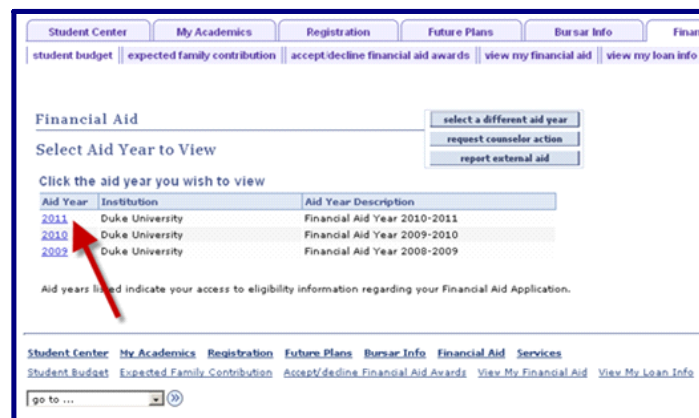 Student Center My Academics Registration Future Plans Bursar Info Finan
student budget expected family contribution accept/decline financial aid awards view my financial aid view my loan info
Financial Aid
select a different aid year
request counselor action
report external aid
Select Aid Year to View
Click the aid year you wish to view
Aid Year Institution Aid Year Description
2011 Duke University Financial Aid Year 2010-2011
2010 Duke University Financial Aid Year 2009-2010
2009 Duke University Financial Aid Year 2008-2009
Aid years listed indicate your access to eligibility information regarding your Financial Aid Application.
Student Center My Academics Registration Future Plans Bursar Info Financial Aid Services
Student Budget Expected Family Contribution Accept/decline Financial Aid Awards View My Financial Aid View My Loan Info
go to ...